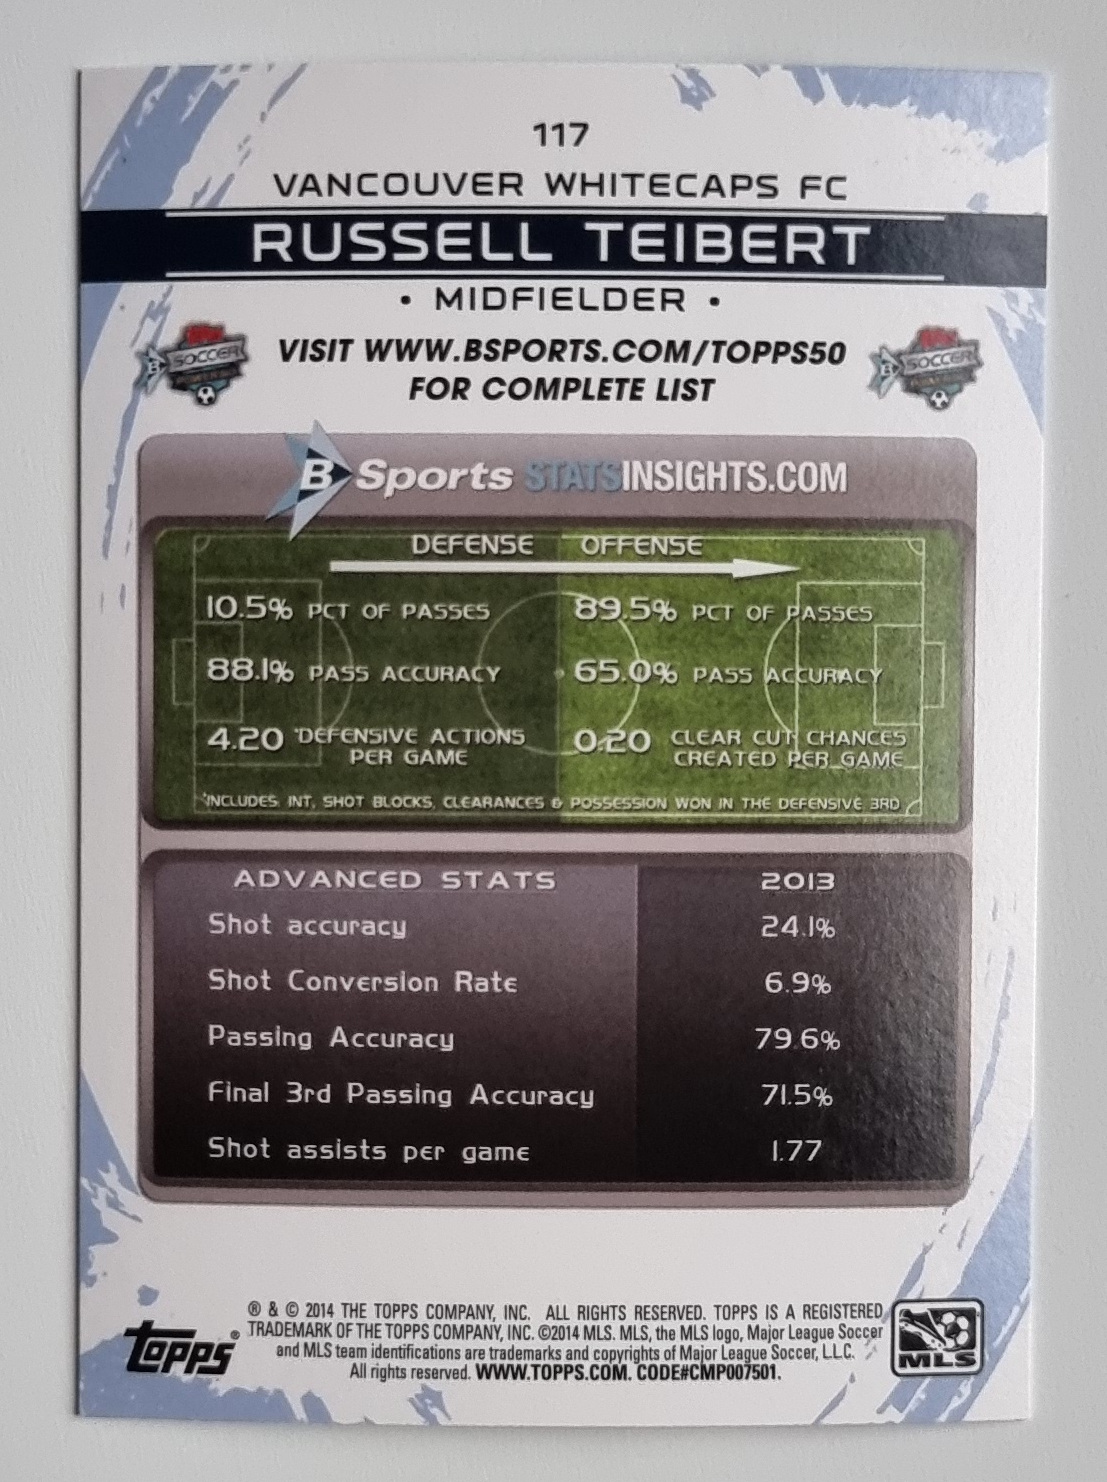 117
VANCOUVER WHITECAPS FC
RUSSELL TEIBERT
• MIDFIELDER •
VISIT WWW.BSPORTS.COM/TOPPS50
FOR COMPLETE LIST
SOCCER
SOCCER
B Sports STATSINSIGHTS.COM
DEFENSE OFFENSE
10.5% PCT OF PASSES 89.5% PCT OF PASSES
88.1% PASS ACCURACY 65.0% PASS ACCURACY
4.20 *DEFENSIVE ACTIONS PER GAME 0.20 CLEAR CUT CHANCES CREATED PER GAME
*INCLUDES INT, SHOT BLOCKS, CLEARANCES & POSSESSION WON IN THE DEFENSIVE 3RD
ADVANCED STATS 2013
Shot accuracy 24.1%
Shot Conversion Rate 6.9%
Passing Accuracy 79.6%
Final 3rd Passing Accuracy 71.5%
Shot assists per game 1.77
® & © 2014 THE TOPPS COMPANY, INC. ALL RIGHTS RESERVED. TOPPS IS A REGISTERED
TRADEMARK OF THE TOPPS COMPANY, INC. ©2014 MLS. MLS, the MLS logo, Major League Soccer
and MLS team identifications are trademarks and copyrights of Major League Soccer, L.L.C.
All rights reserved. WWW.TOPPS.COM. CODE#CMP007501.
Topps®
MLS